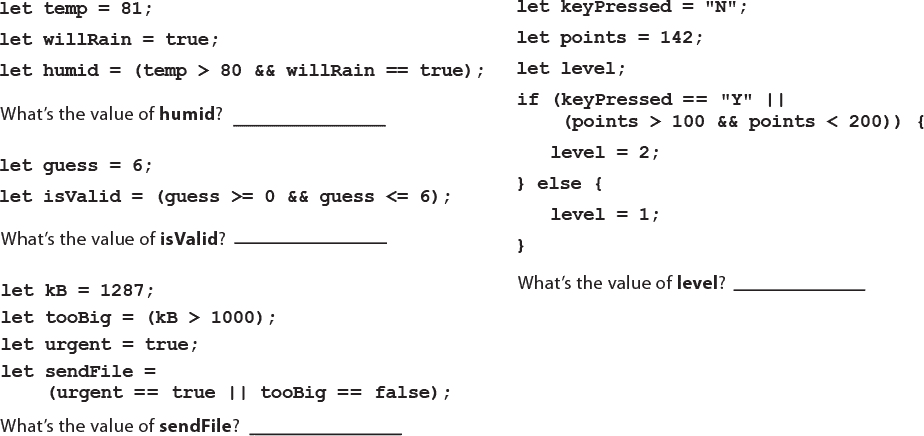 let temp = 81;
let willRain = true;
let humid = (temp > 80 && willRain == true);
What's the value of humid? _______________
let guess = 6;
let isValid = (guess >= 0 && guess <= 6);
What's the value of isValid? _______________
let kB = 1287;
let tooBig = (kB > 1000);
let urgent = true;
let sendFile =
(urgent == true || tooBig == false);
What's the value of sendFile? _______________
let keyPressed = "N";
let points = 142;
let level;
if (keyPressed == "Y" ||
(points > 100 && points < 200)) {
level = 2;
} else {
level = 1;
}
What's the value of level? _____________